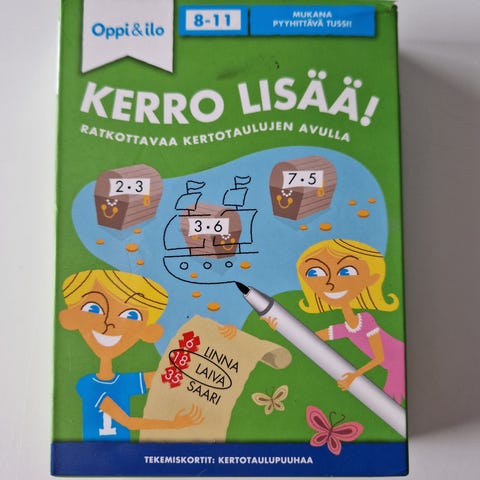 Oppi&ilo
8-11
MUKANA
PYYHITTÄVÄ TUSSI!
KERRO LISÄÄ!
RATKOTTAVAA KERTOTAULUJEN AVULLA
2·3
7·5
3·6
6 LINNA
18 LAIVA
35 SAARI
1
TEKEMISKORTIT: KERTOTAULUPUUHAA